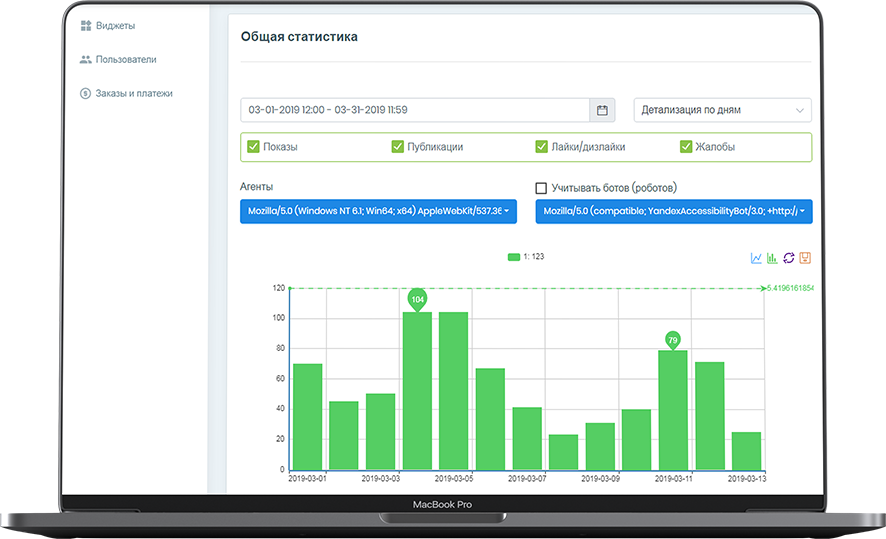 Виджеты
Пользователи
Заказы и платежи
Общая статистика
03-01-2019 12:00 - 03-31-2019 11:59
Детализация по дням
Показы
Публикации
Лайки/дизлайки
Жалобы
Агенты
Учитывать ботов (роботов)
Mozilla/5.0 (Windows NT 6.1; Win64; x64) AppleWebKit/537.36
Mozilla/5.0 (compatible; YandexAccessibilityBot/3.0; +http://
1: 123
120
5.4196161854
104
100
80
79
60
40
20
0
2019-03-01 2019-03-03 2019-03-05 2019-03-07 2019-03-09 2019-03-11 2019-03-13
MacBook Pro